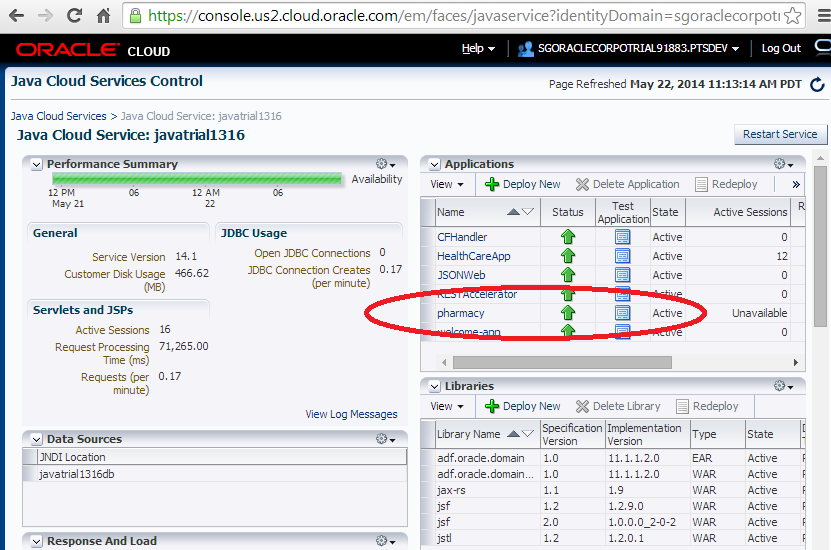 https://console.us2.cloud.oracle.com/em/faces/javaservice?identityDomain=sgoraclecorpotri
ORACLE CLOUD
Help
SGORACLECORPOTRIAL91883.PTSDEV
Log Out
Java Cloud Services Control
Page Refreshed May 22, 2014 11:13:14 AM PDT
Java Cloud Services > Java Cloud Service: javatrial1316
Java Cloud Service: javatrial1316
Restart Service
Performance Summary
Availability
12 PM 06 12 AM 06
May 21 22
General
Service Version 14.1
Customer Disk Usage (MB) 466.62
JDBC Usage
Open JDBC Connections 0
JDBC Connection Creates (per minute) 0.17
Servlets and JSPs
Active Sessions 16
Request Processing Time (ms) 71,265.00
Requests (per minute) 0.17
View Log Messages
Data Sources
JNDI Location
javatrial1316db
Response And Load
Applications
View Deploy New Delete Application Redeploy »
Name Status Test Application State Active Sessions R
CFHandler Active 0
HealthCareApp Active 12
JSONWeb Active 0
RESTAccelerator Active 0
pharmacy Active Unavailable
welcome-app Active 0
Libraries
View Deploy New Delete Library Redeploy
Library Name Specification Version Implementation Version Type State
adf.oracle.domain 1.0 11.1.1.2.0 EAR Active
adf.oracle.domain... 1.0 11.1.1.2.0 WAR Active
jax-rs 1.1 1.9 WAR Active
jsf 1.2 1.2.9.0 WAR Active
jsf 2.0 1.0.0.0_2-0-2 WAR Active
jstl 1.2 1.2.0.1 WAR Active